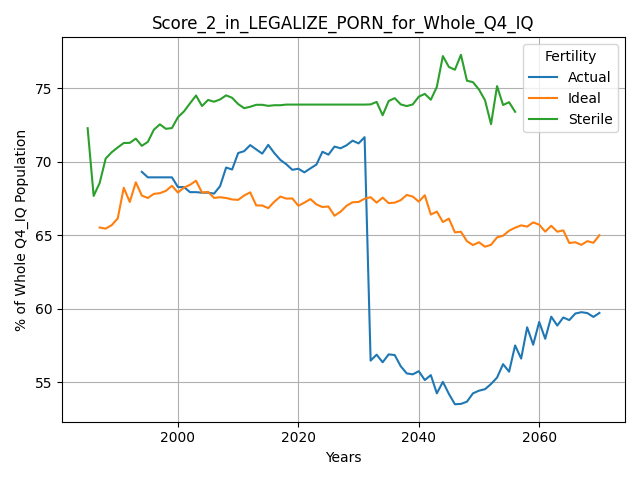 Score_2_in_LEGALIZE_PORN_for_Whole_Q4_IQ
Fertility
Actual
Ideal
Sterile
% of Whole Q4_IQ Population
75
70
65
60
55
2000
2020
2040
2060
Years